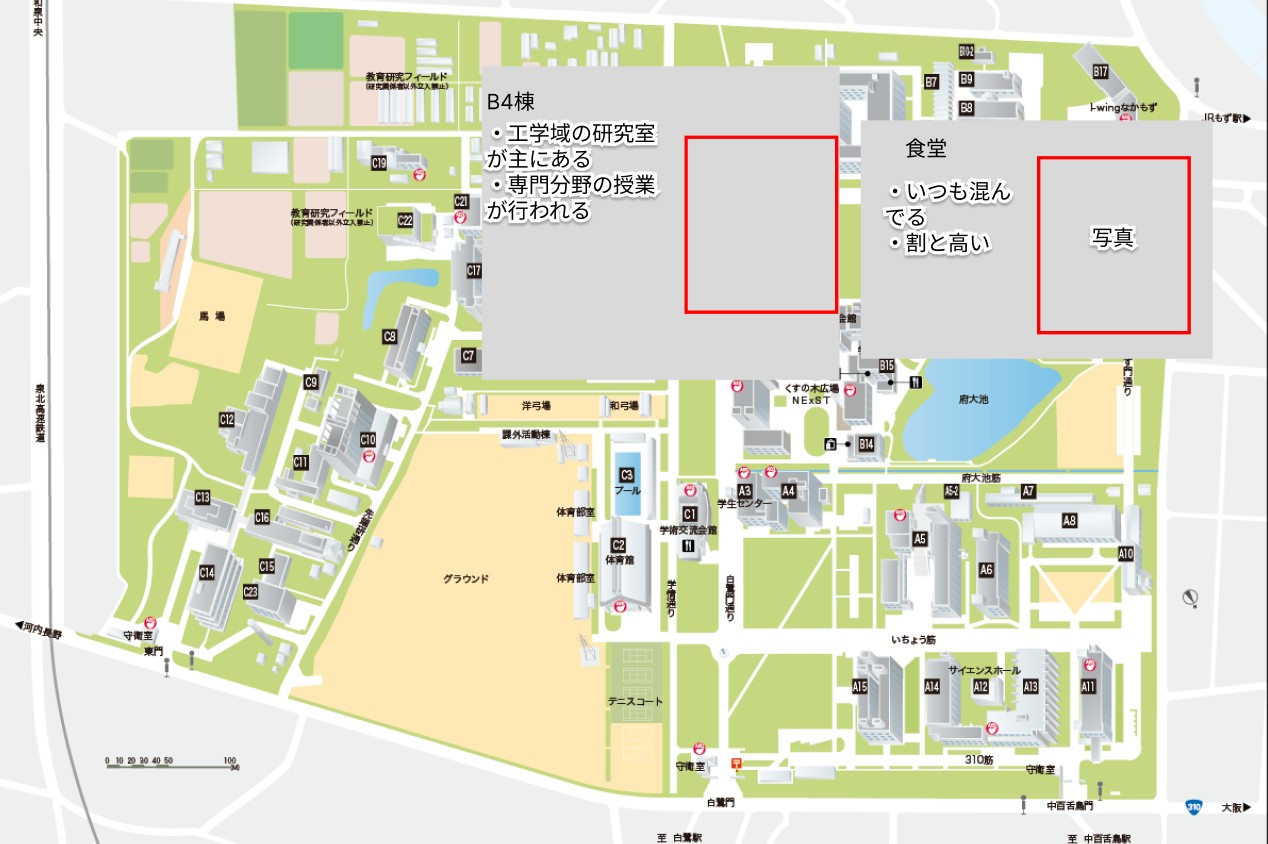 和泉中央
教育研究フィールド
(研究関係者以外立入禁止)
B10-2
B7
B9
B8
B17
I-wingなかもず
JRもず駅▶
B4棟
・工学域の研究室
が主にある
・専門分野の授業
が行われる
食堂
・いつも混ん
でる
・割と高い
写真
C19
C21
教育研究フィールド
(研究関係者以外立入禁止)
C22
C17
馬 場
会館
C8
C7
B15
くすの木広場
NExST
府大池
ずず門通り
泉北高速鉄道
C9
C12
C10
C11
洋弓場
和弓場
課外活動棟
B14
府大池筋
C13
C16
C3
プール
A3
A4
学生センター
A5-2
A7
A8
体育部室
C1
学術交流会館
C2
体育館
A5
A6
A10
C14
C15
C23
グラウンド
体育部室
学情通り
白鷺門通り
いちょう筋
◀河内長野
守衛室
東門
テニスコート
A15
A14
サイエンスホール
A12
A13
A11
0 10 20 30 40 50 100
(M)
守衛室
310筋
守衛室
白鷺門
中百舌鳥門
310
大阪▶
至 白鷺駅
至 中百舌鳥駅